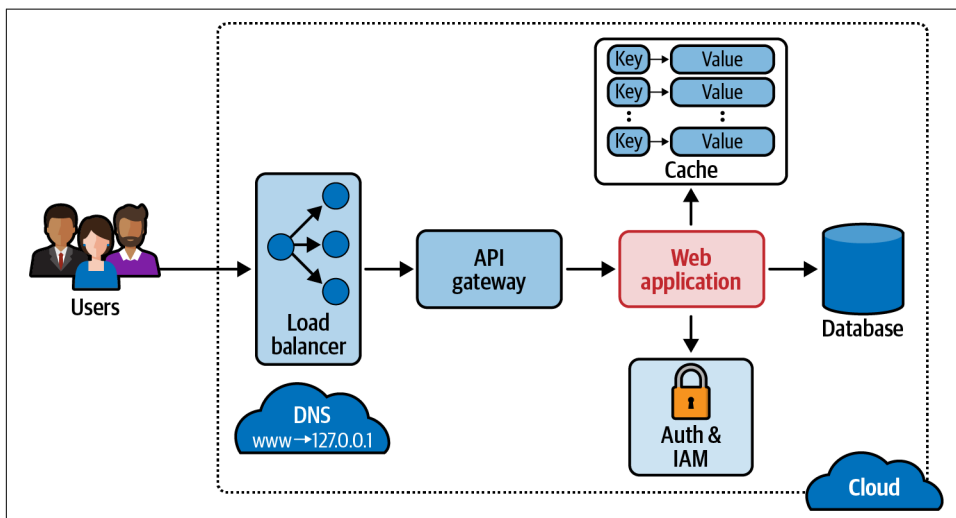 Key → Value
Key → Value
⋮ ⋮
Key → Value
Cache
Users
Load
balancer
API
gateway
Web
application
Database
DNS
www→127.0.0.1
Auth &
IAM
Cloud